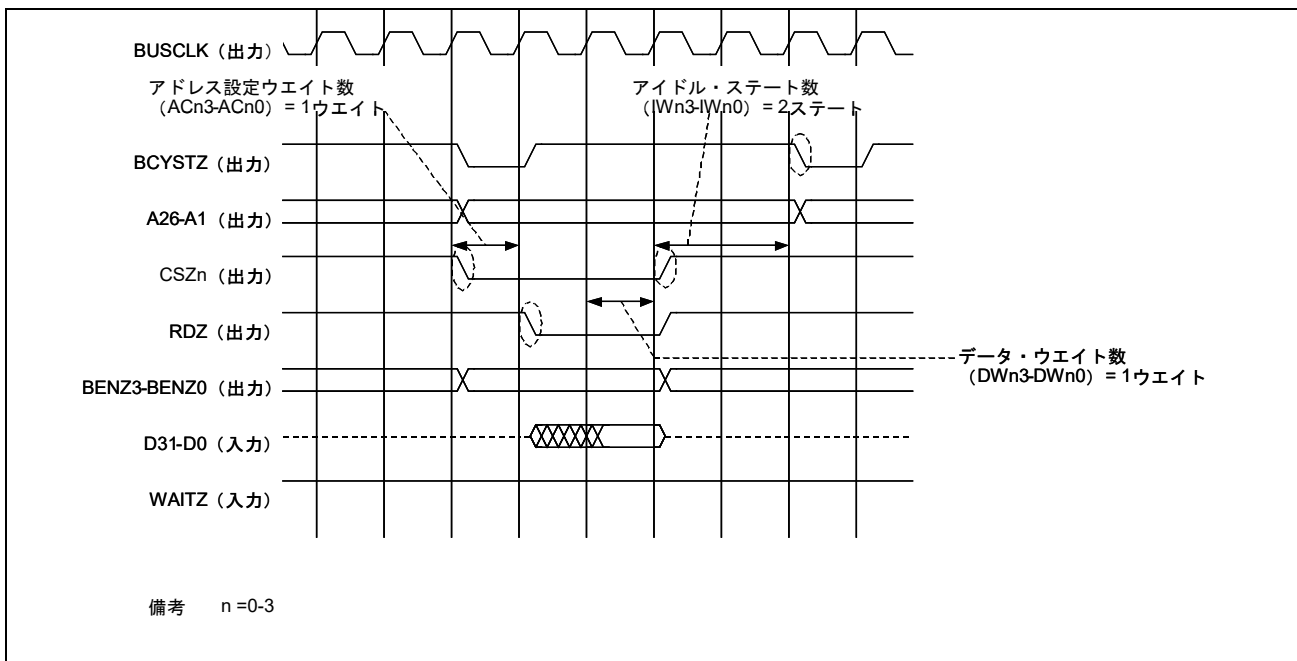 BUSCLK（出力）
アドレス設定ウエイト数
（ACn3-ACn0）= 1ウエイト
アイドル・ステート数
（IWn3-IWn0）= 2ステート
BCYSTZ（出力）
A26-A1（出力）
CSZn（出力）
RDZ（出力）
データ・ウエイト数
（DWn3-DWn0）= 1ウエイト
BENZ3-BENZ0（出力）
D31-D0（入力）
WAITZ（入力）
備考 n =0-3